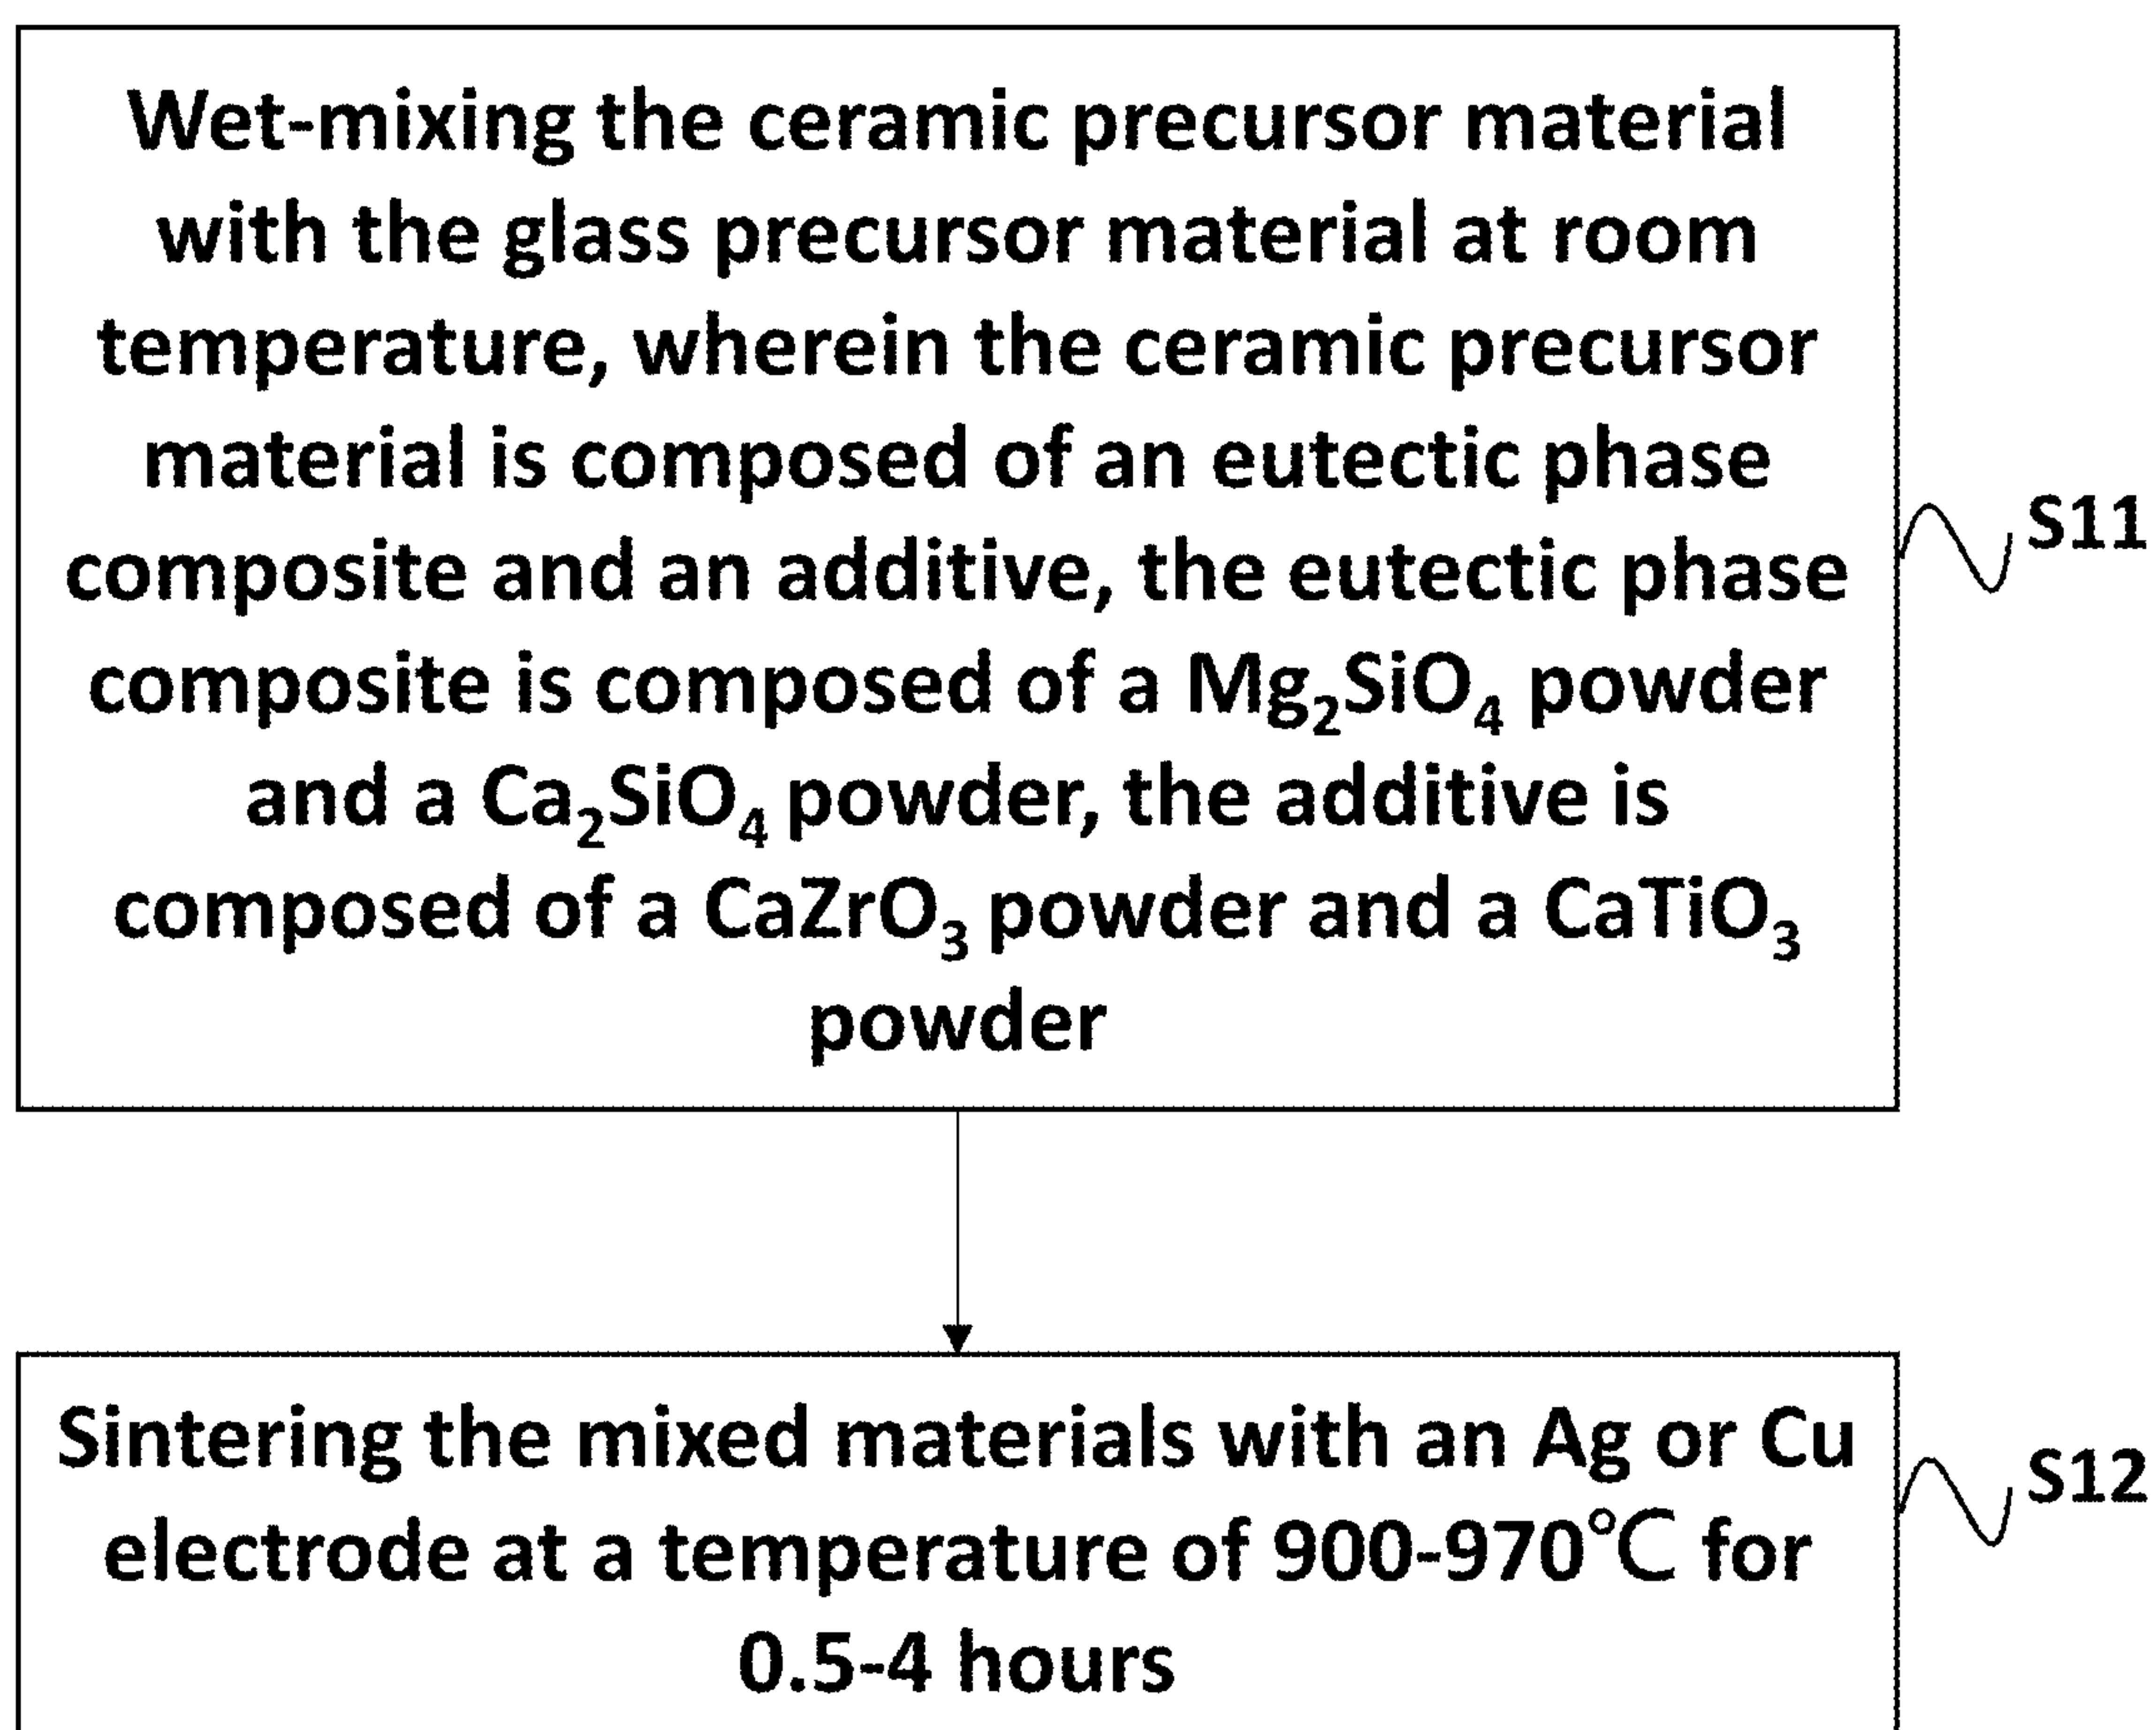 Wet-mixing the ceramic precursor material
with the glass precursor material at room
temperature, wherein the ceramic precursor
material is composed of an eutectic phase
composite and an additive, the eutectic phase
composite is composed of a Mg₂SiO₄ powder
and a Ca₂SiO₄ powder, the additive is
composed of a CaZrO₃ powder and a CaTiO₃
powder
S11
Sintering the mixed materials with an Ag or Cu
electrode at a temperature of 900-970℃ for
0.5-4 hours
S12